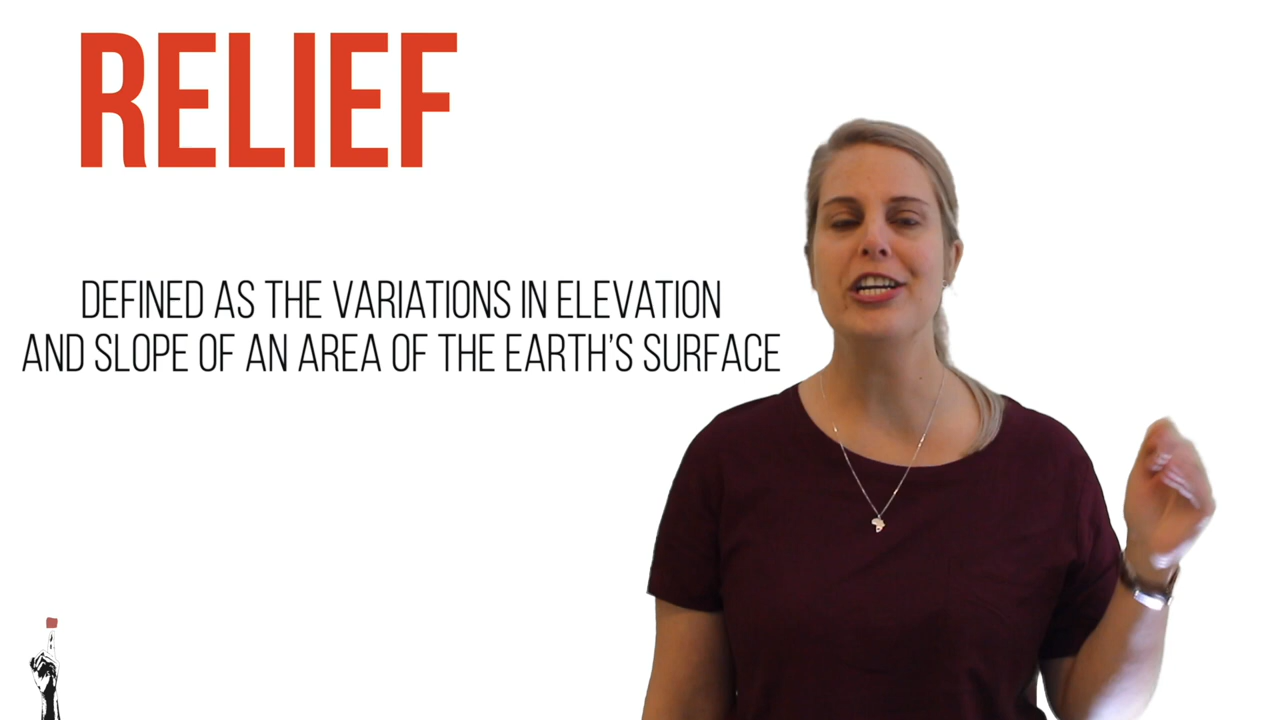 RELIEF
DEFINED AS THE VARIATIONS IN ELEVATION
AND SLOPE OF AN AREA OF THE EARTH'S SURFACE